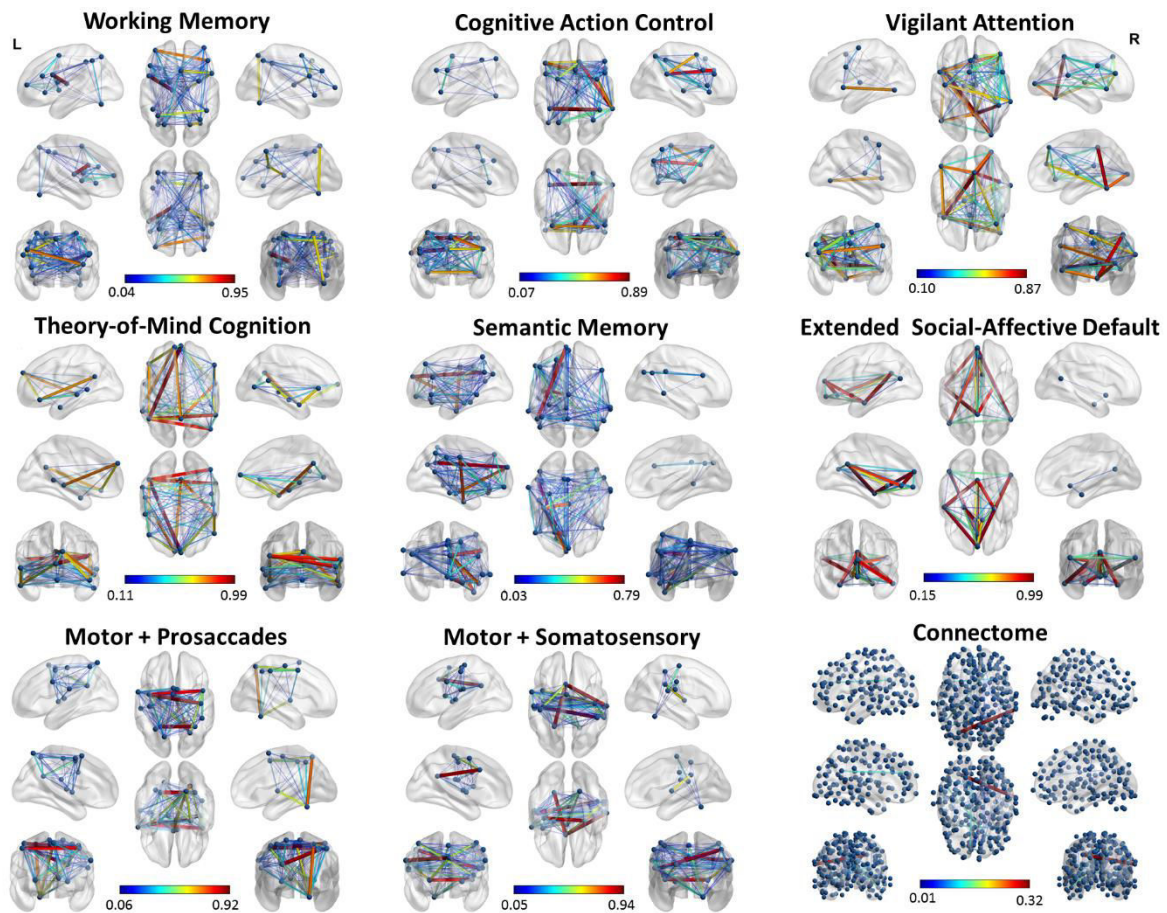 Working Memory
Cognitive Action Control
Vigilant Attention
L
R
0.04
0.95
0.07
0.89
0.10
0.87
Theory-of-Mind Cognition
Semantic Memory
Extended Social-Affective Default
0.11
0.99
0.03
0.79
0.15
0.99
Motor + Prosaccades
Motor + Somatosensory
Connectome
0.06
0.92
0.05
0.94
0.01
0.32